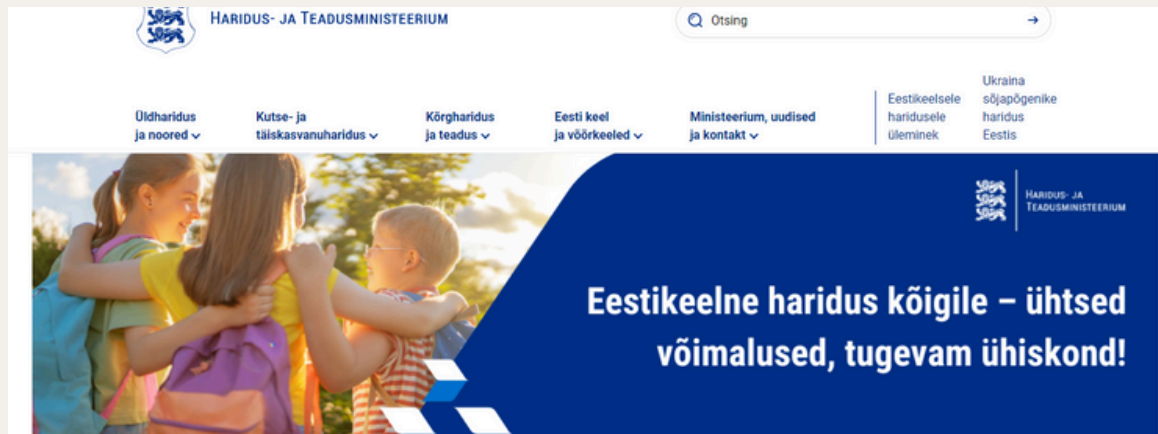 HARIDUS- JA TEADUSMINISTEERIUM
Otsing
Üldharidus
ja noored
Kutse- ja
täiskasvanuharidus
Kõrgharidus
ja teadus
Eesti keel
ja võõrkeeled
Ministeerium, uudised
ja kontakt
Eestikeelsele
haridusele
üleminek
Ukraina
sõjapõgenike
haridus
Eestis
HARIDUS- JA
TEADUSMINISTEERIUM
Eestikeelne haridus kõigile – ühtsed
võimalused, tugevam ühiskond!